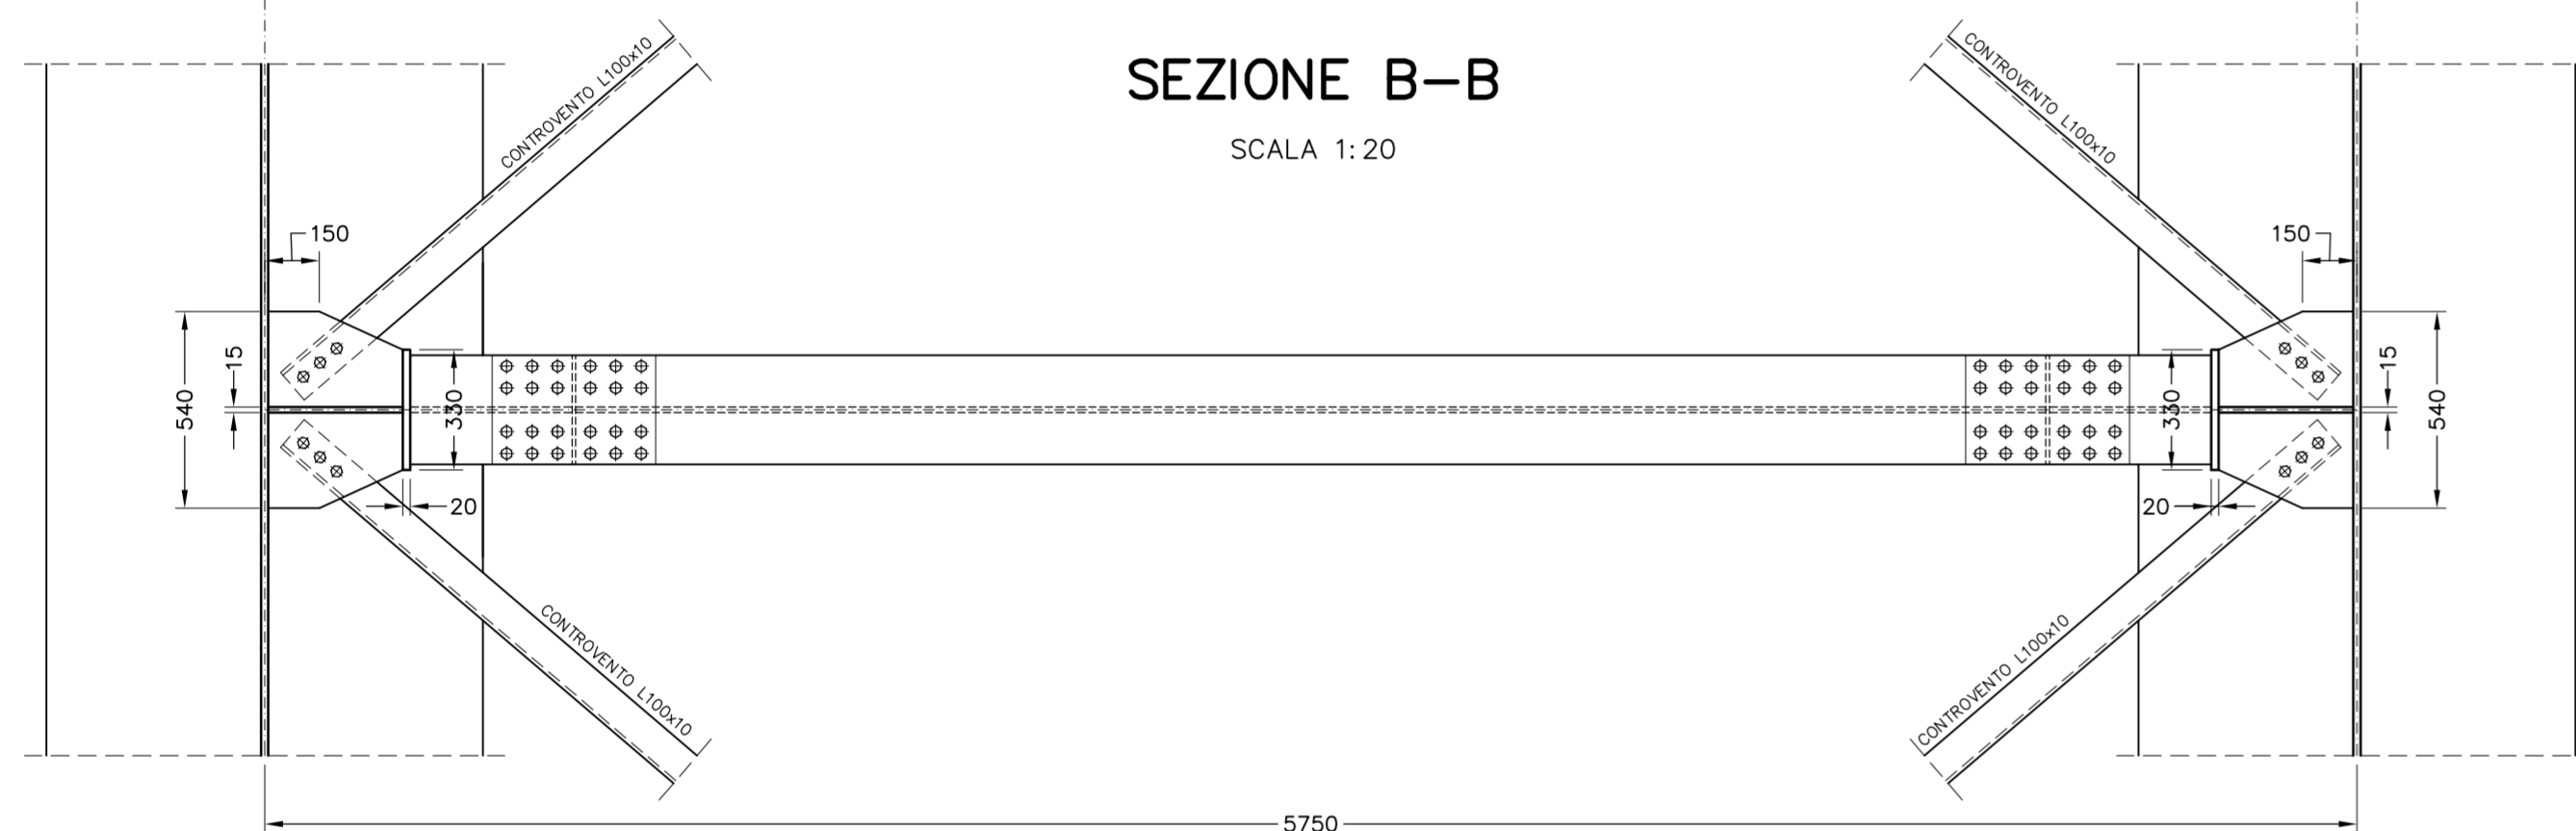 CONTROVENTO L100x10
SEZIONE B-B
SCALA 1:20
CONTROVENTO L100x10
150
150
540
15
330
20
330
20
15
540
CONTROVENTO L100x10
CONTROVENTO L100x10
5750